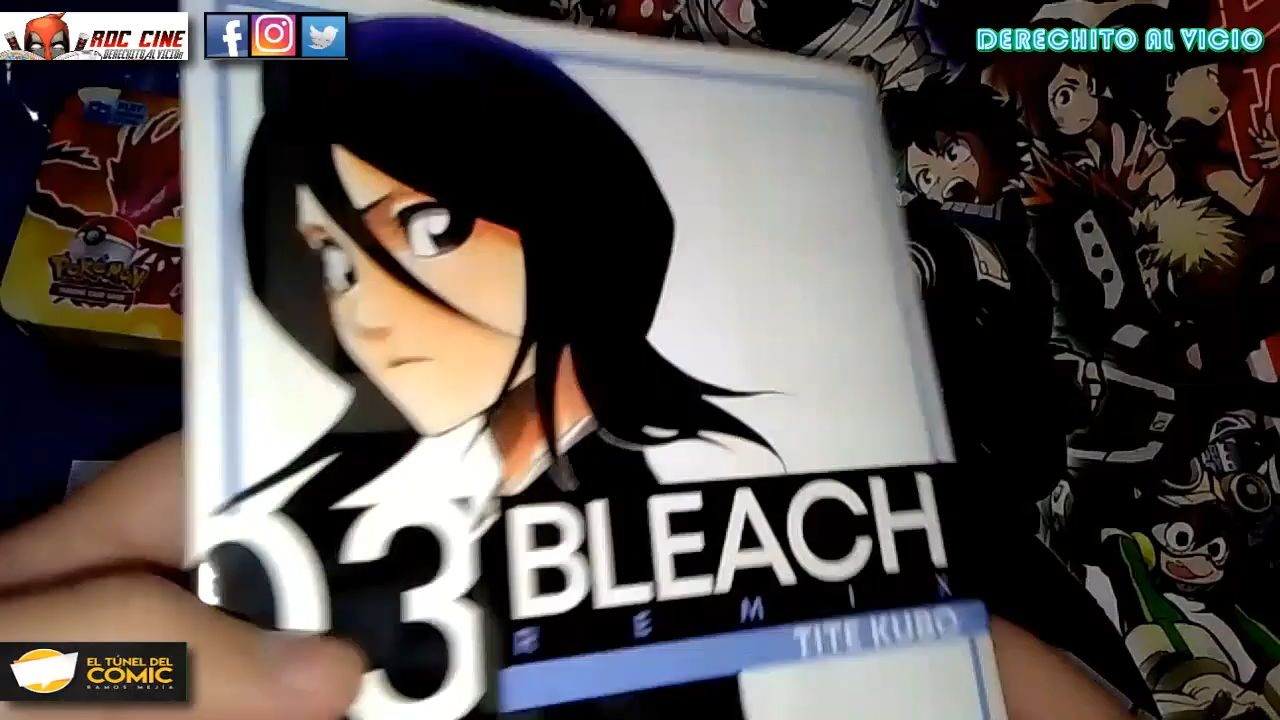 ROC CINE
DERECHITO AL VICIO!
DERECHITO AL VICIO
Pokémon
03
BLEACH
REMIX
TITE KUBO
EL TÚNEL DEL
COMIC
RAMOS MEJÍA